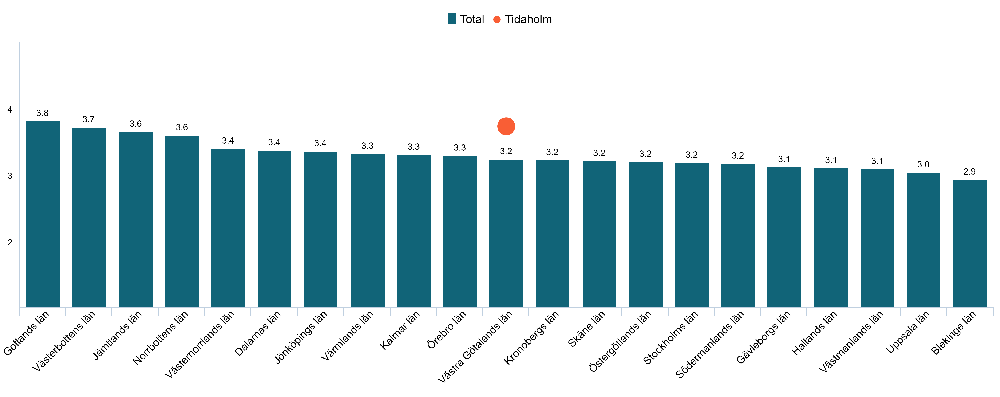 Total Tidaholm
4
3
2
3.8
3.7
3.6
3.6
3.4
3.4
3.4
3.3
3.3
3.3
3.2
3.2
3.2
3.2
3.2
3.2
3.1
3.1
3.1
3.0
2.9
Gotlands län
Västerbottens län
Jämtlands län
Norrbottens län
Västernorrlands län
Dalarnas län
Jönköpings län
Värmlands län
Kalmar län
Örebro län
Västra Götalands län
Kronobergs län
Skåne län
Östergötlands län
Stockholms län
Södermanlands län
Gävleborgs län
Hallands län
Västmanlands län
Uppsala län
Blekinge län